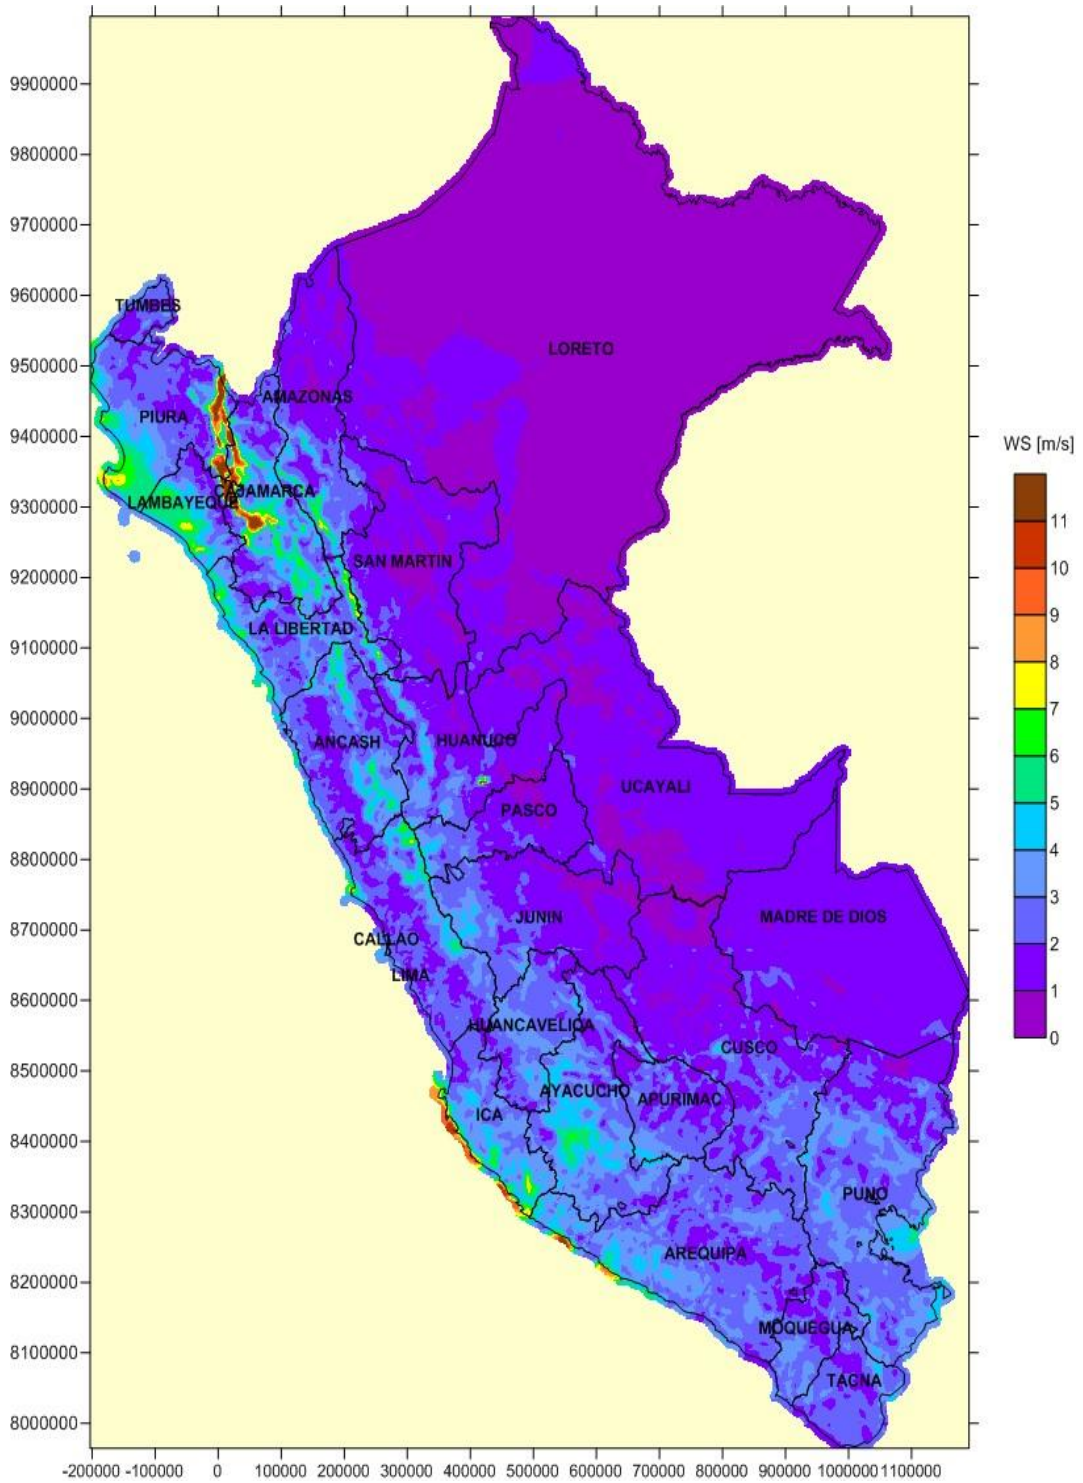 9900000
9800000
9700000
9600000
TUMBES
9500000
LORETO
AMAZONAS
PIURA
9400000
WS [m/s]
CAJAMARCA
LAMBAYEQUE
9300000
11
10
SAN MARTIN
9200000
9
LA LIBERTAD
9100000
8
7
9000000
ANCASH
HUANUCO
6
UCAYALI
8900000
PASCO
5
4
8800000
3
JUNIN
MADRE DE DIOS
8700000
CALLAO
2
LIMA
1
8600000
HUANCAVELICA
0
CUSCO
8500000
AYACUCHO
APURIMAC
ICA
8400000
8300000
PUNO
AREQUIPA
8200000
MOQUEGUA
8100000
TACNA
8000000
-200000 -100000 0 100000 200000 300000 400000 500000 600000 700000 800000 900000 1000000 1100000